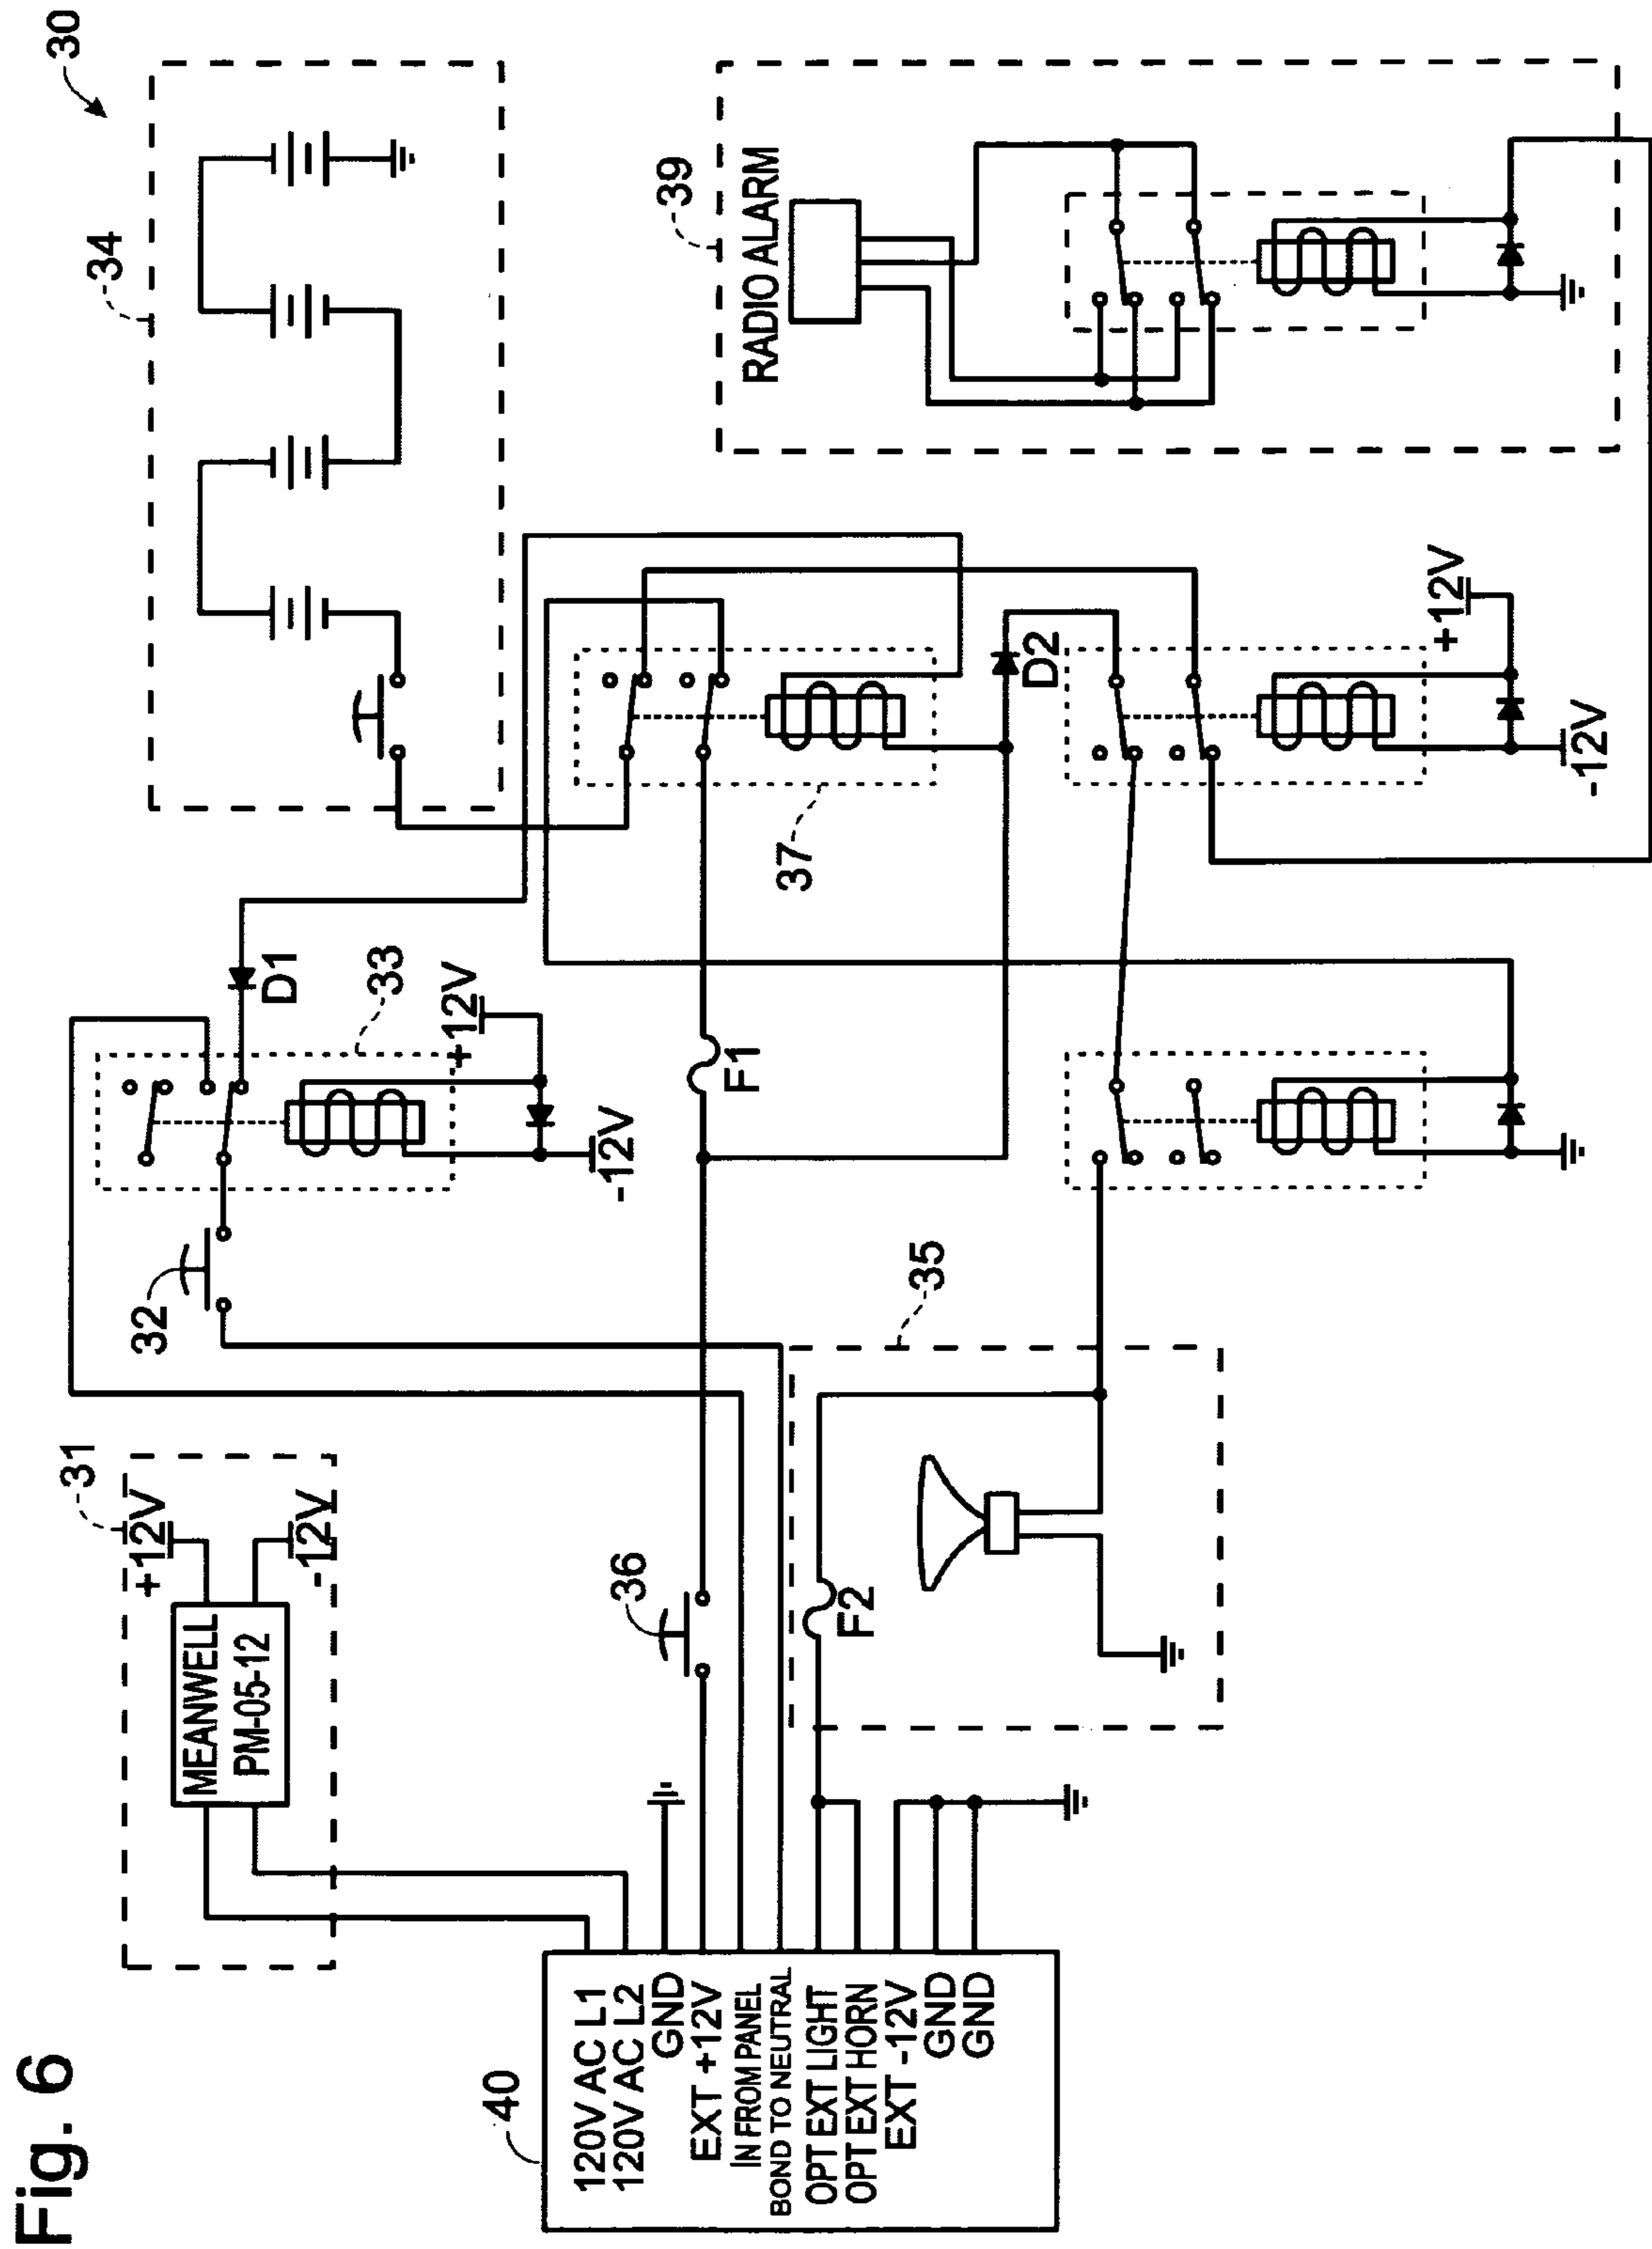 Fig. 6
30
31
+12V
-12V
MEANWELL
PM-05-12
32
33
D1
+12V
-12V
34
36
F1
37
40
120V AC L1
120V AC L2
GND
EXT +12V
IN FROM PANEL
BOND TO NEUTRAL
OPT EXT LIGHT
OPT EXT HORN
EXT -12V
GND
GND
F2
35
D2
+12V
-12V
39
RADIO ALARM